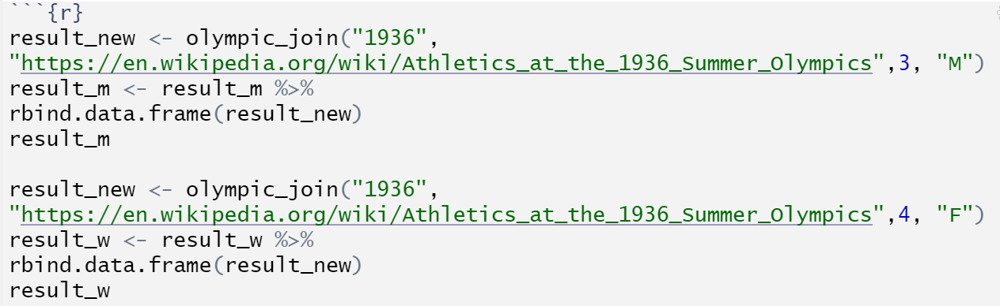 ```{r}
result_new <- olympic_join("1936",
"https://en.wikipedia.org/wiki/Athletics_at_the_1936_Summer_Olympics",3, "M")
result_m <- result_m %>%
rbind.data.frame(result_new)
result_m
result_new <- olympic_join("1936",
"https://en.wikipedia.org/wiki/Athletics_at_the_1936_Summer_Olympics",4, "F")
result_w <- result_w %>%
rbind.data.frame(result_new)
result_w